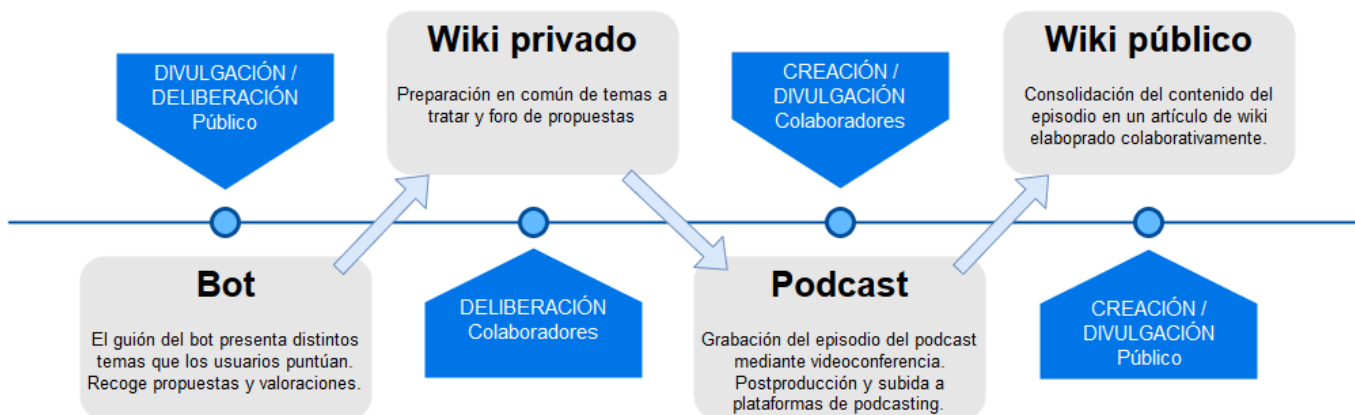 DIVULGACIÓN /
DELIBERACIÓN
Público
Wiki privado
Preparación en común de temas a
tratar y foro de propuestas
CREACIÓN /
DIVULGACIÓN
Colaboradores
Wiki público
Consolidación del contenido del
episodio en un artículo de wiki
elaboprado colaborativamente.
Bot
El guión del bot presenta distintos
temas que los usuarios puntúan.
Recoge propuestas y valoraciones.
DELIBERACIÓN
Colaboradores
Podcast
Grabación del episodio del podcast
mediante videoconferencia.
Postproducción y subida a
plataformas de podcasting.
CREACIÓN /
DIVULGACIÓN
Público